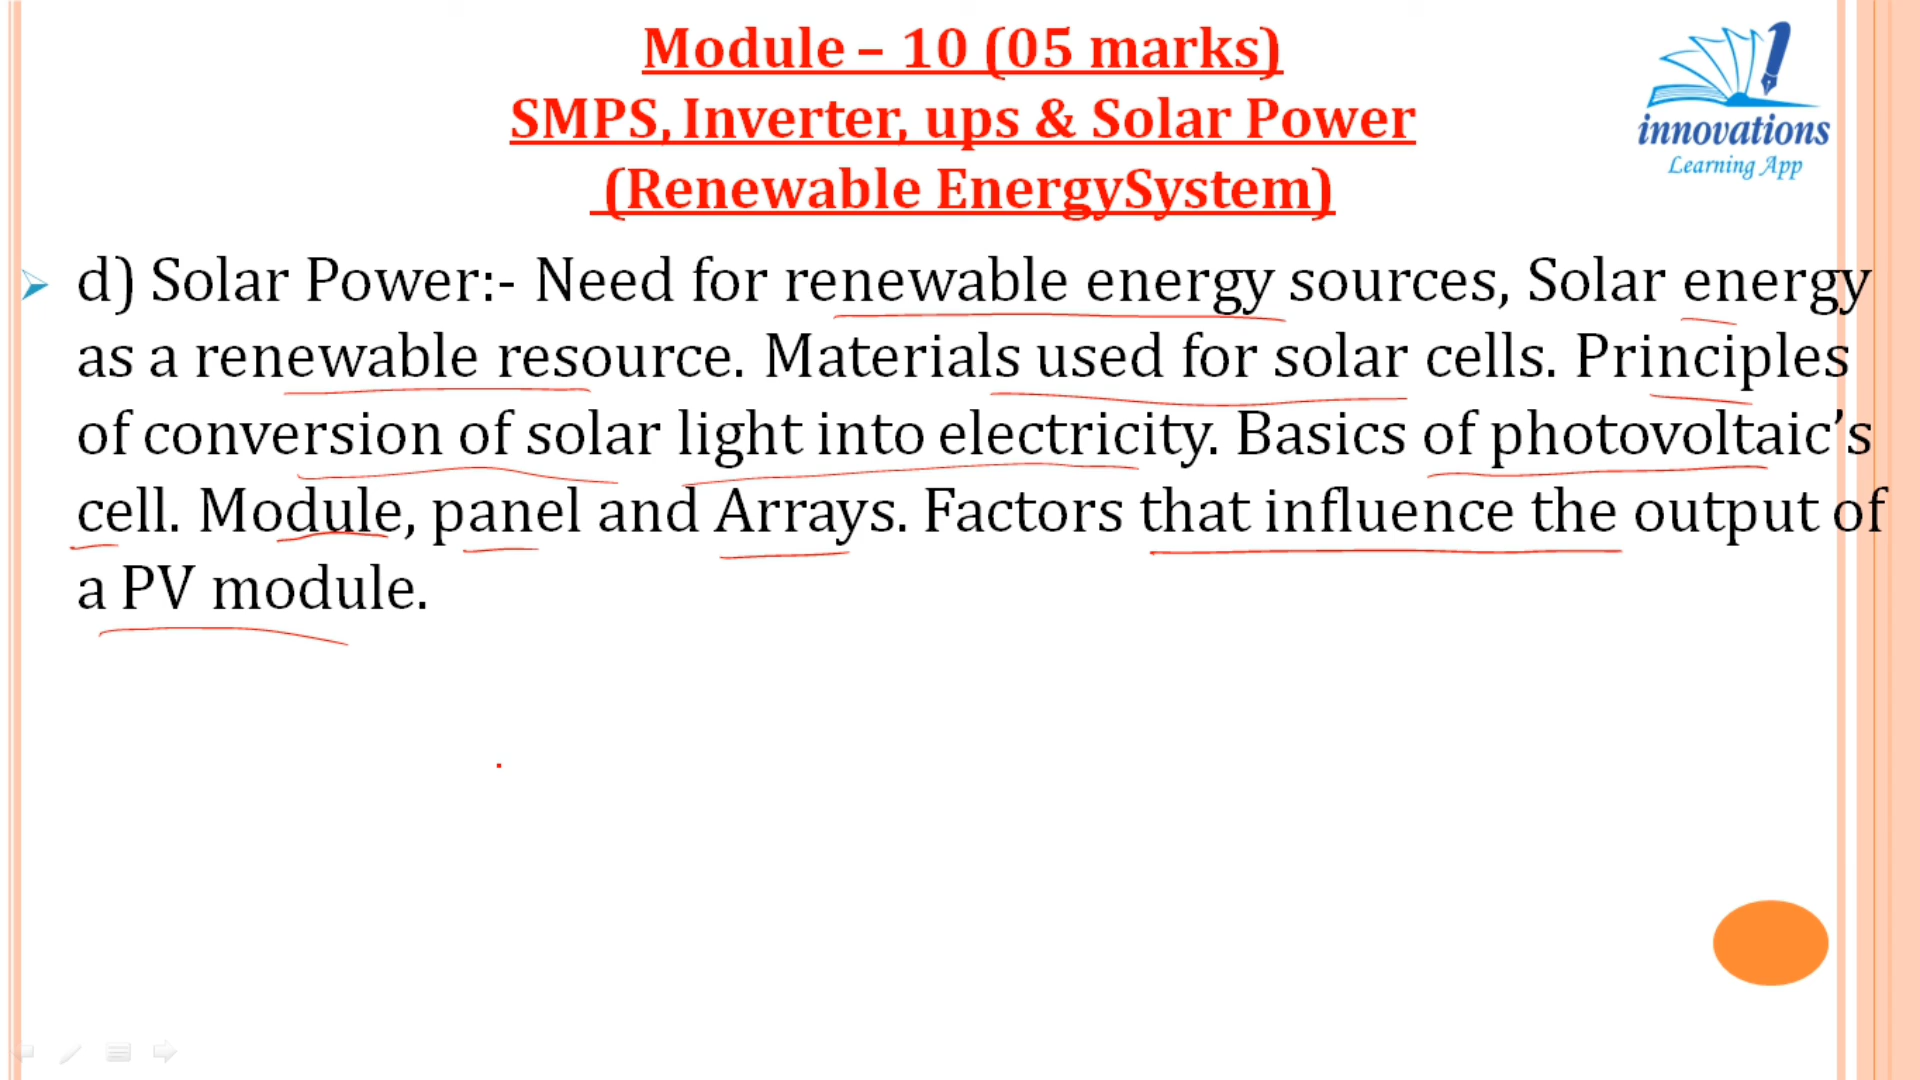 Module – 10 (05 marks)
SMPS, Inverter, ups & Solar Power
(Renewable EnergySystem)
innovations
Learning App
d) Solar Power:- Need for renewable energy sources, Solar energy
as a renewable resource. Materials used for solar cells. Principles
of conversion of solar light into electricity. Basics of photovoltaic’s
cell. Module, panel and Arrays. Factors that influence the output of
a PV module.